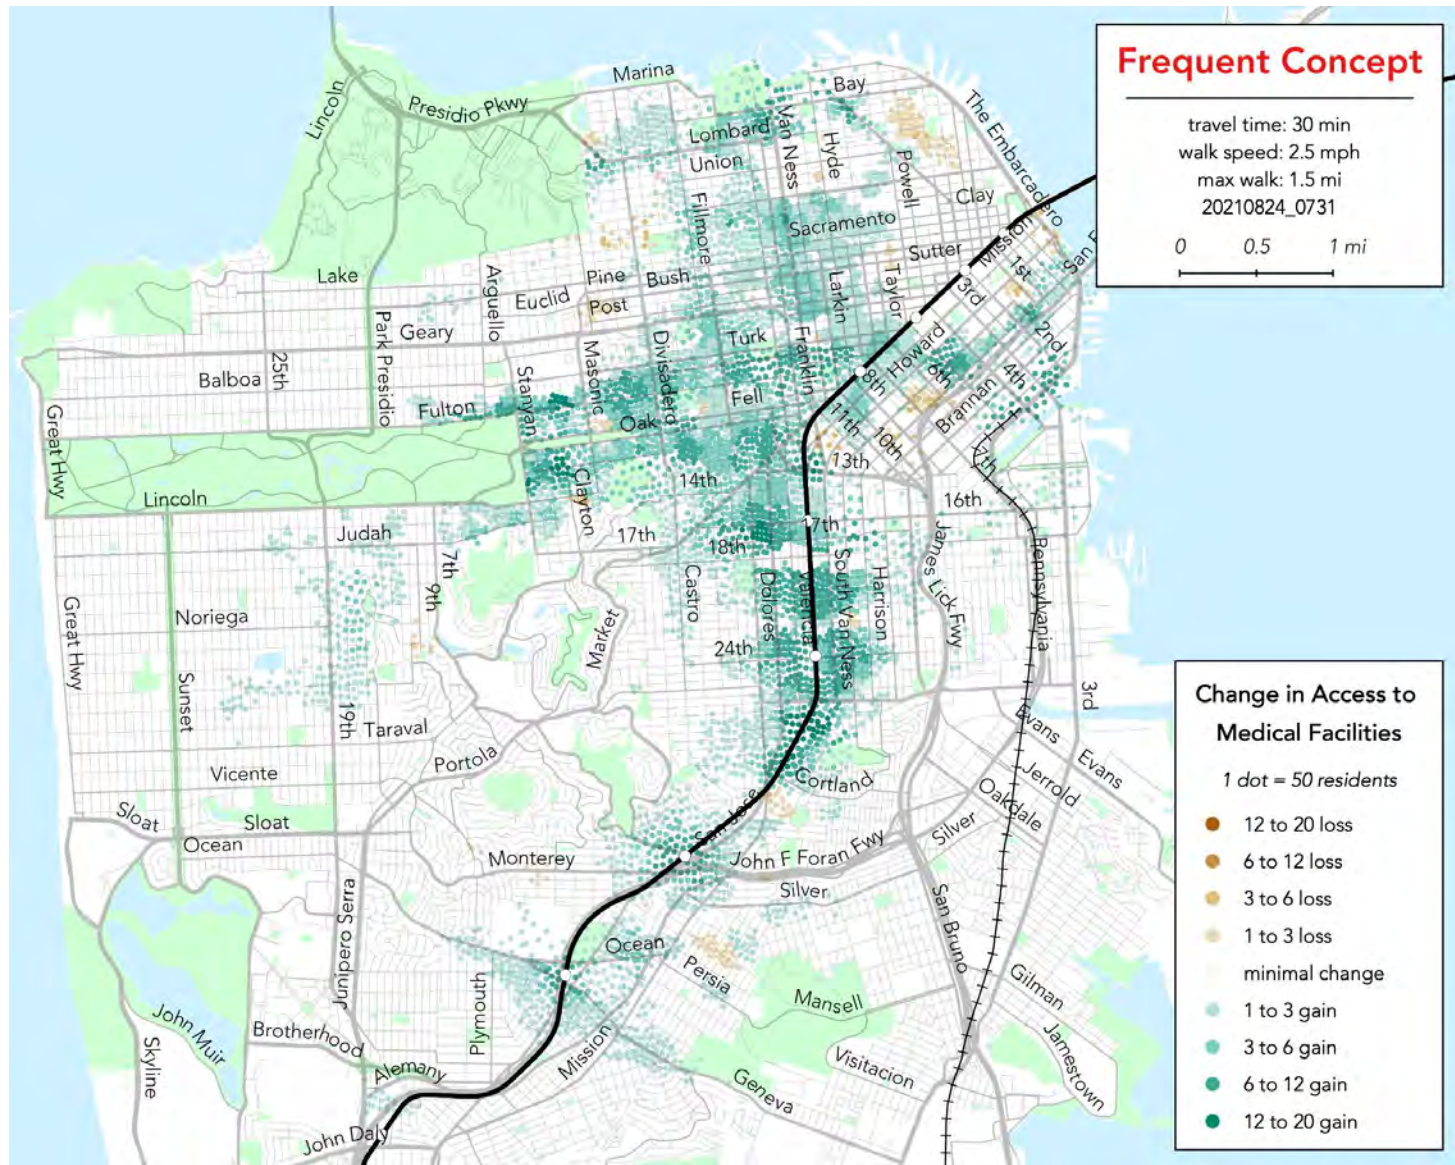 Frequent Concept
travel time: 30 min
walk speed: 2.5 mph
max walk: 1.5 mi
20210824_0731
0 0.5 1 mi
Marina
Bay
Lincoln
Presidio Pkwy
The Embarcadero
Lombard
Van Ness
Hyde
Union
Powell
Clay
Fillmore
Sacramento
Mission
San F
Sutter
1st
Lake
Arguello
Pine
Bush
Larkin
Taylor
3rd
Euclid
Post
Geary
Park Presidio
Divisadero
Turk
Franklin
Howard
2nd
25th
Balboa
Stanyan
Masonic
8th
6th
4th
Fulton
Fell
Great Hwy
Oak
11th
Brannan
10th
13th
7th
Clayton
14th
Lincoln
16th
Judah
17th
17th
18th
7th
9th
Castro
Dolores
Valencia
South Van Ness
Harrison
James Lick Fwy
Pennsylvania
Great Hwy
Noriega
Market
24th
Sunset
19th
Taraval
3rd
Evans
Portola
Vicente
Cortland
Evans
Jerrold
Oakdale
Sloat
Sloat
San Jose
Silver
Ocean
Monterey
John F Foran Fwy
Silver
Junipero Serra
San Bruno
Ocean
Persia
Plymouth
Mansell
Gilman
John Muir
Brotherhood
Skyline
Mission
Visitacion
Jamestown
Alemany
Geneva
John Daly
Change in Access to
Medical Facilities
1 dot = 50 residents
12 to 20 loss
6 to 12 loss
3 to 6 loss
1 to 3 loss
minimal change
1 to 3 gain
3 to 6 gain
6 to 12 gain
12 to 20 gain